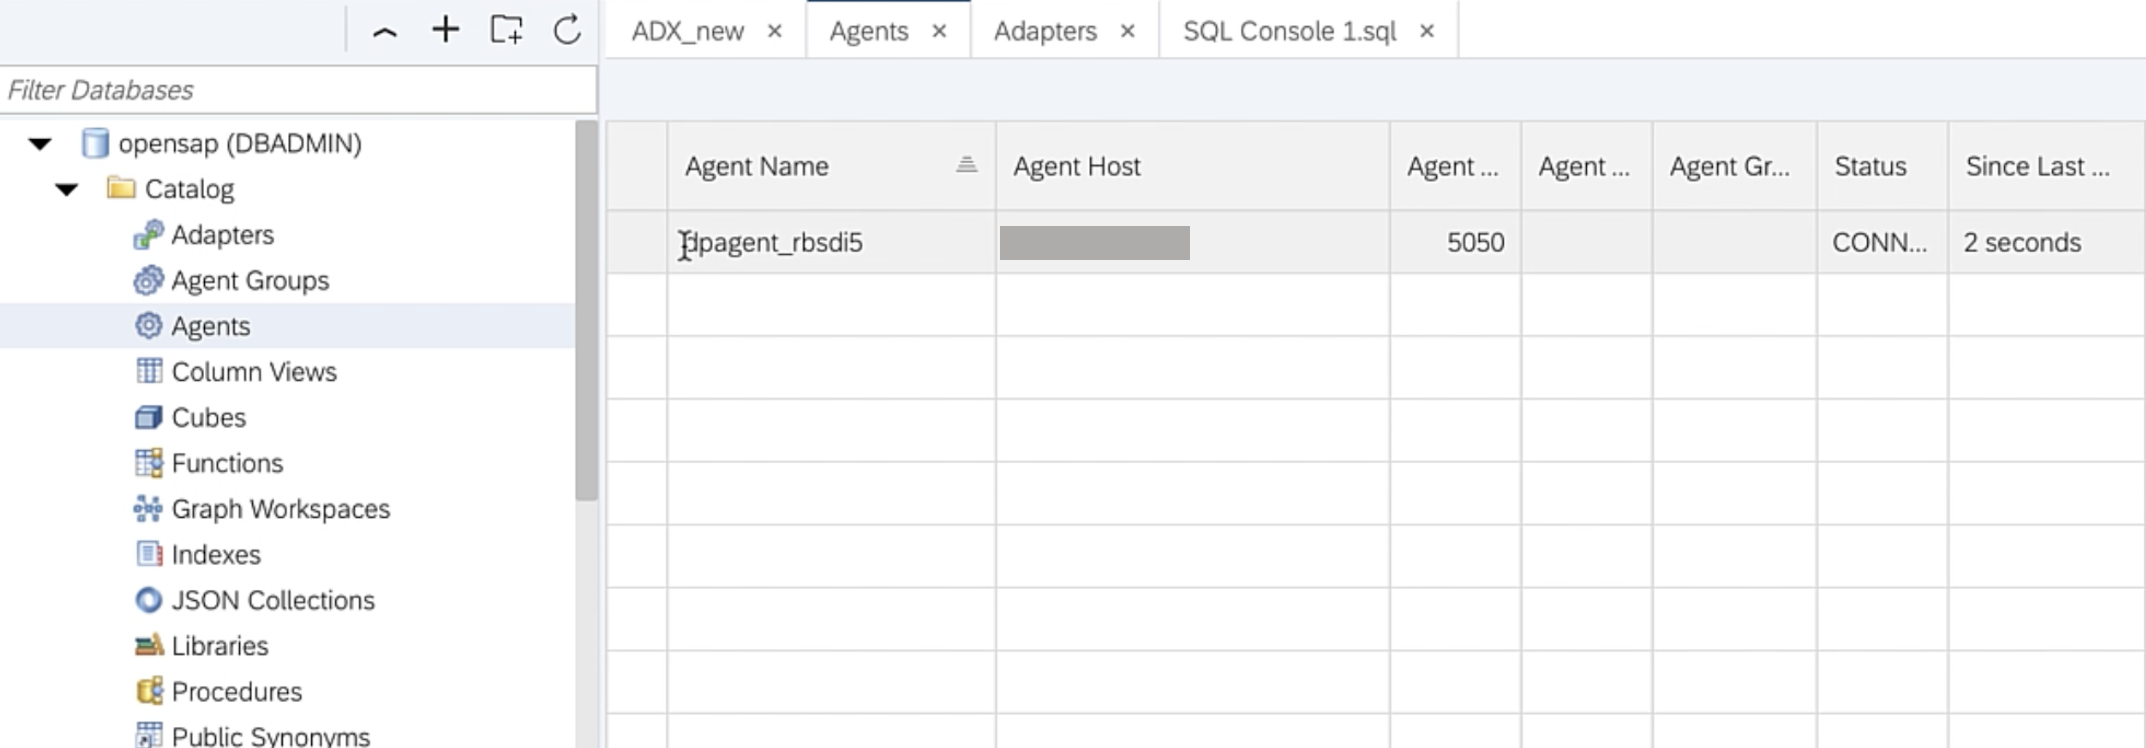 ADX_new × Agents × Adapters × SQL Console 1.sql ×
Filter Databases
opensap (DBADMIN)
Catalog
Adapters
Agent Groups
Agents
Column Views
Cubes
Functions
Graph Workspaces
Indexes
JSON Collections
Libraries
Procedures
Public Synonyms
Agent Name Agent Host Agent ... Agent ... Agent Gr... Status Since Last ...
dpagent_rbsdi5 5050 CONN... 2 seconds